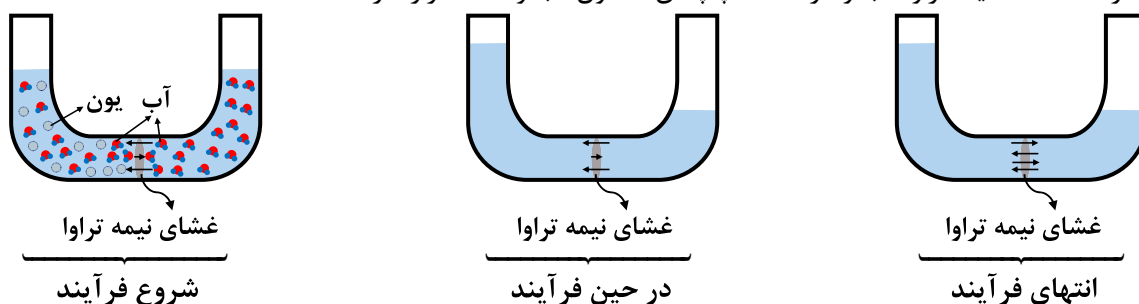 یون
آب
غشای نیمه تراوا
غشای نیمه تراوا
غشای نیمه تراوا
شروع فرآیند
در حین فرآیند
انتهای فرآیند